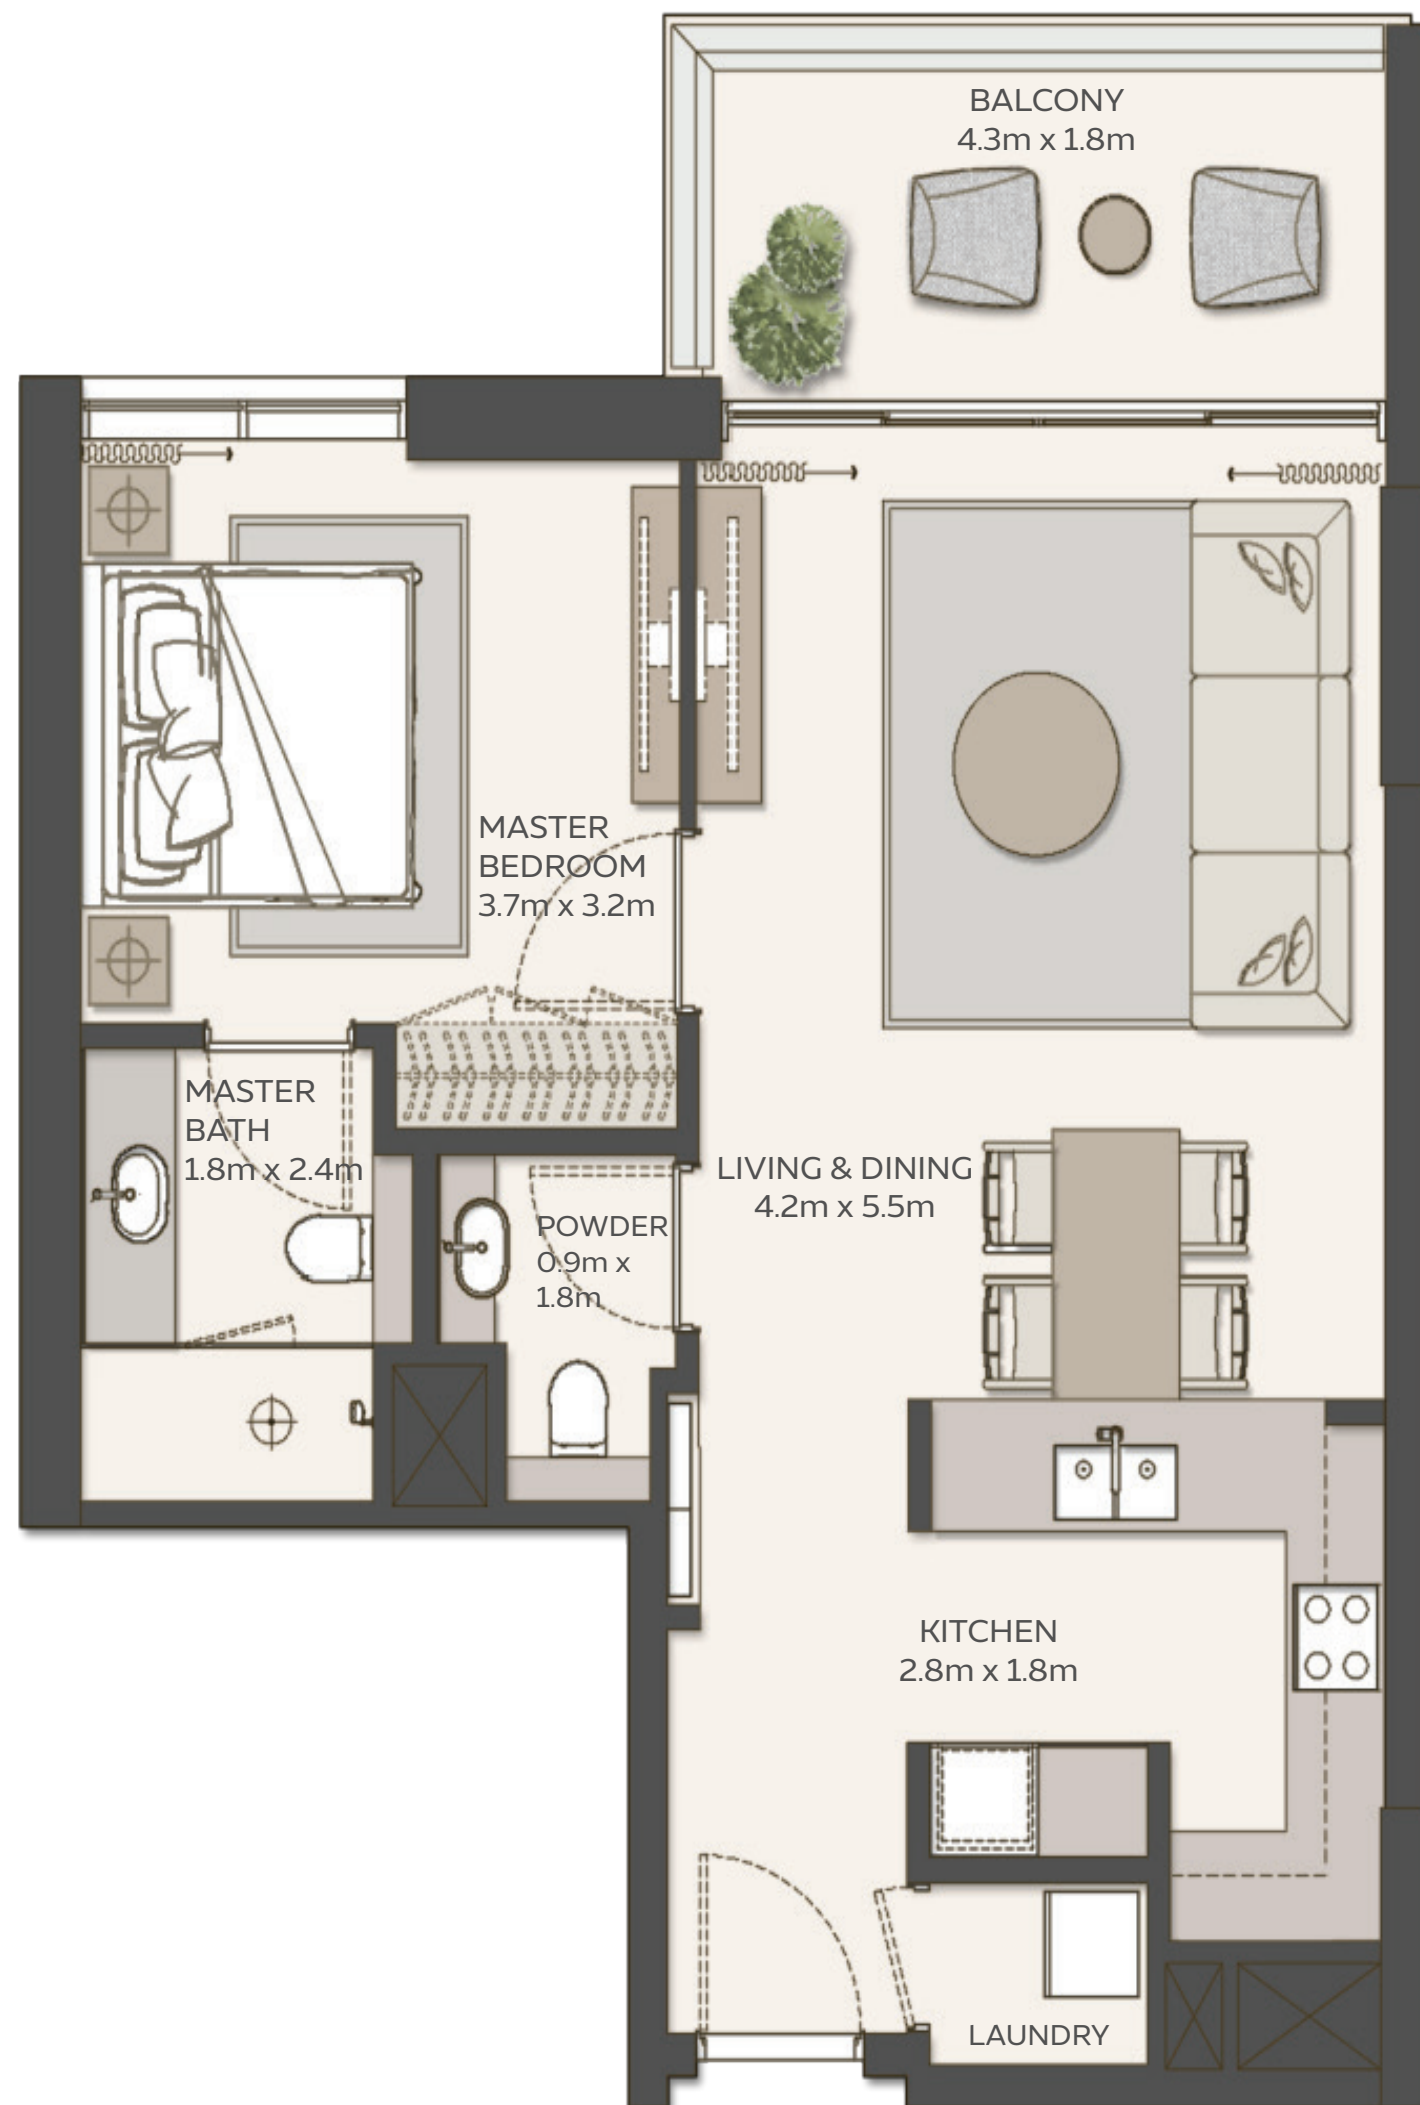 BALCONY
4.3m x 1.8m
MASTER
BEDROOM
3.7m x 3.2m
MASTER
BATH
1.8m x 2.4m
LIVING & DINING
4.2m x 5.5m
POWDER
0.9m x
1.8m
KITCHEN
2.8m x 1.8m
LAUNDRY